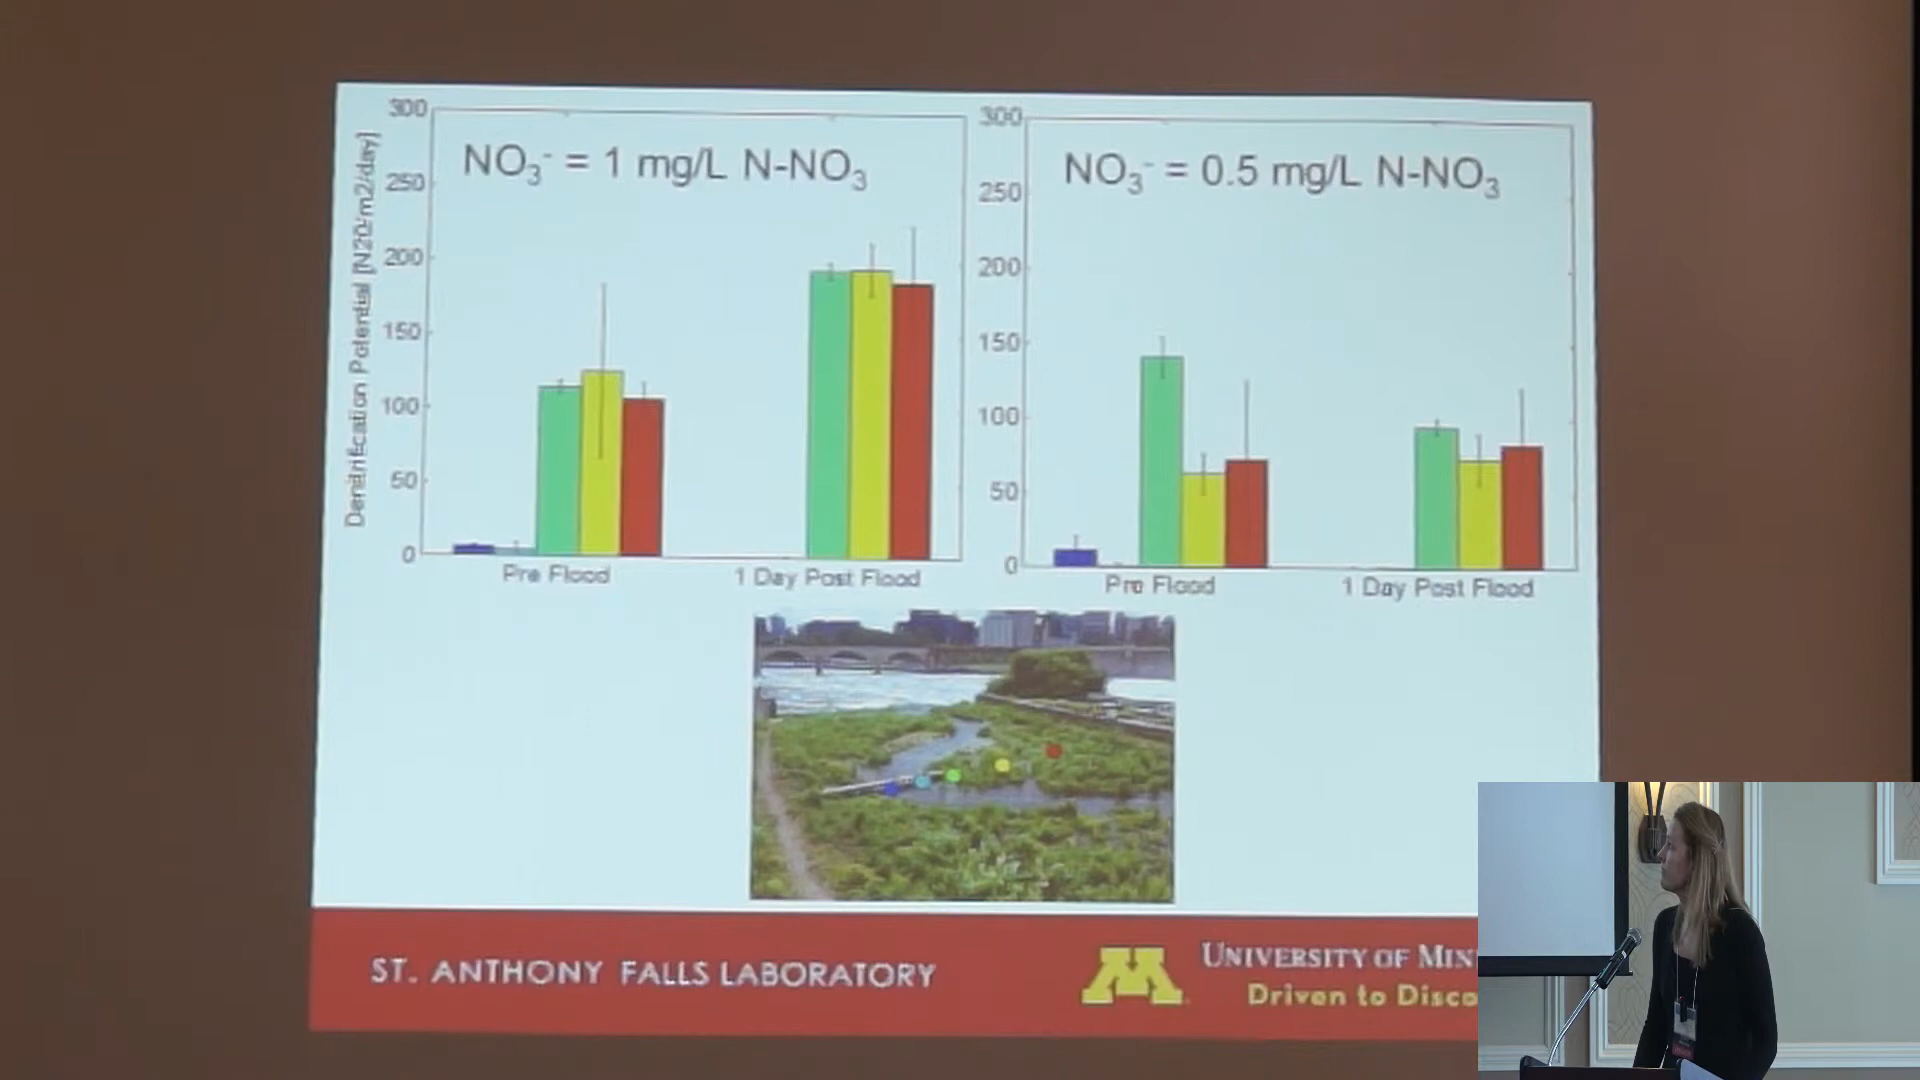 300
250
200
150
100
50
0
Denitrification Potential [N20/m2/day]
NO₃⁻ = 1 mg/L N-NO₃
Pre Flood
1 Day Post Flood
300
250
200
150
100
50
0
NO₃⁻ = 0.5 mg/L N-NO₃
Pre Flood
1 Day Post Flood
ST. ANTHONY FALLS LABORATORY
M
UNIVERSITY OF MIN
Driven to Disco